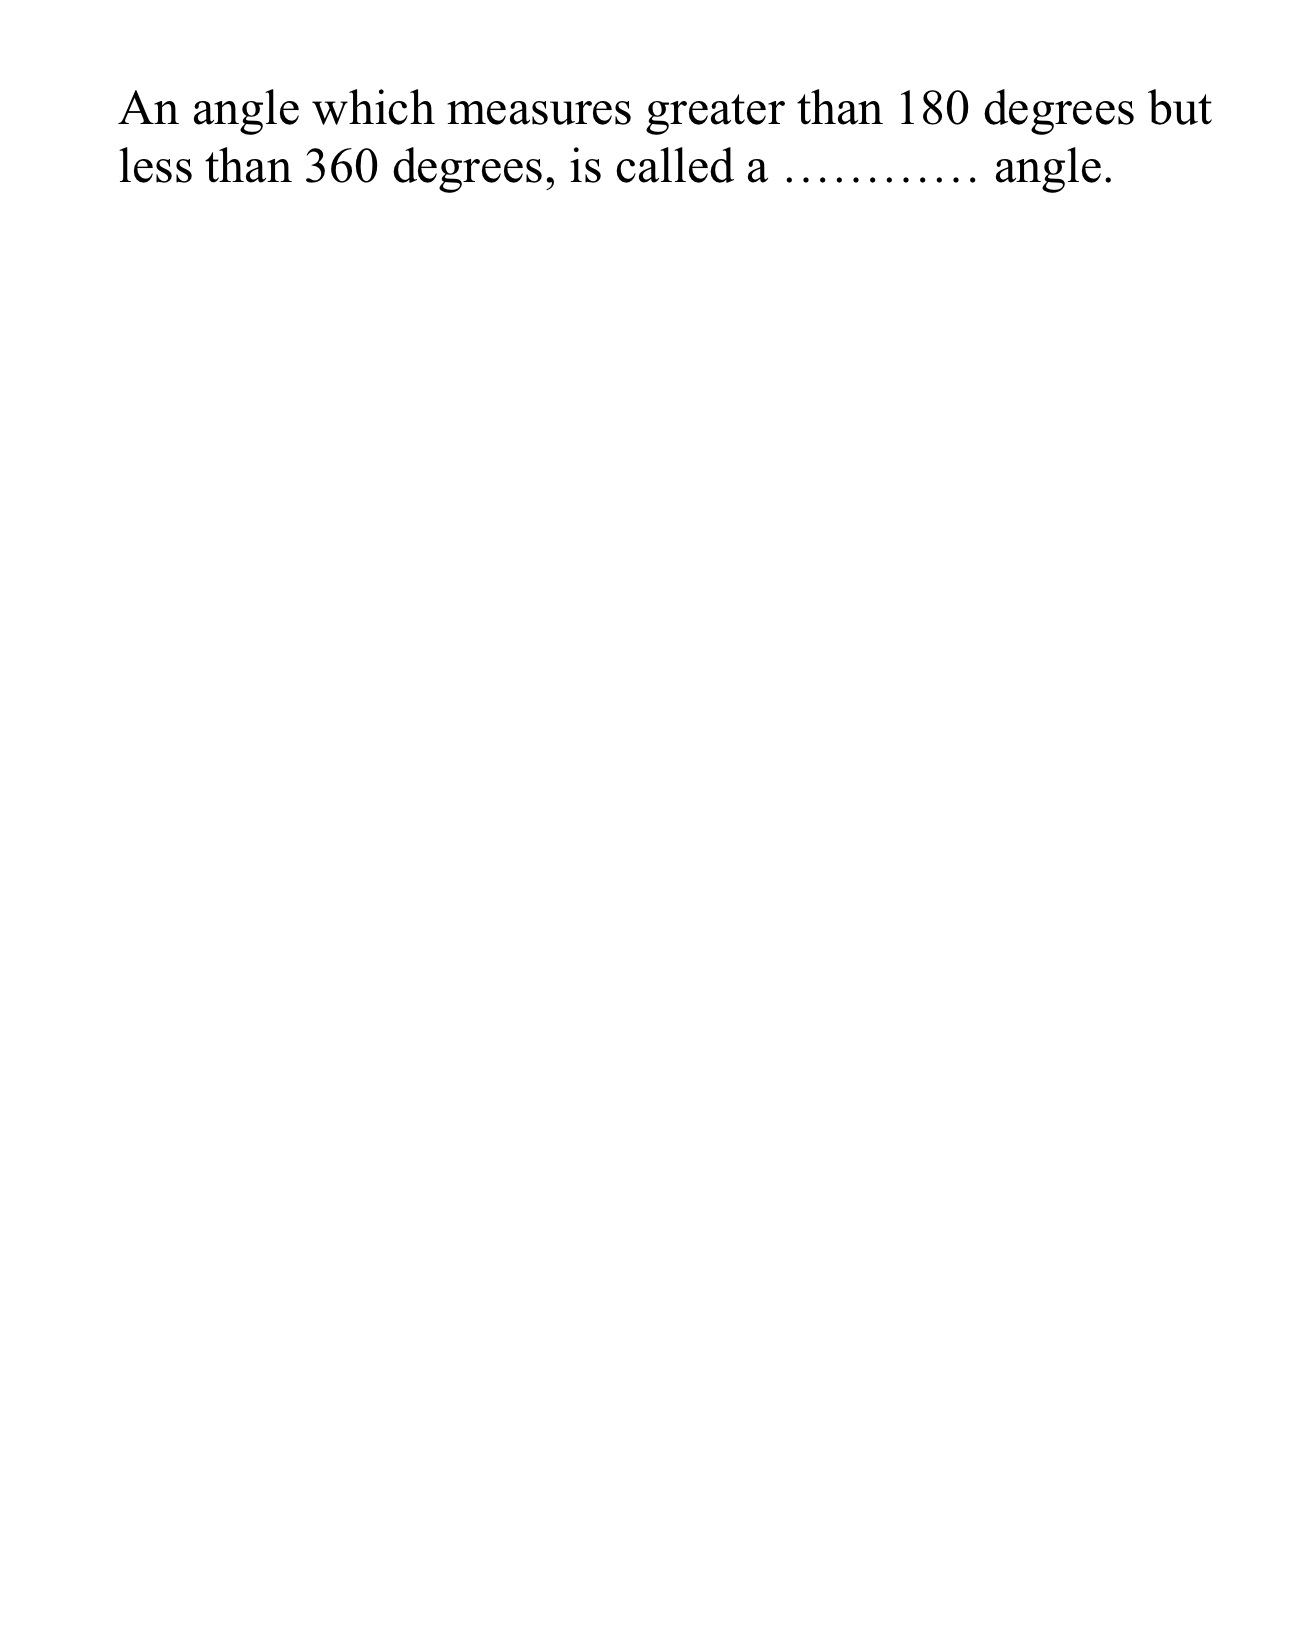 An angle which measures greater than 180 degrees but
less than 360 degrees, is called a ………… angle.